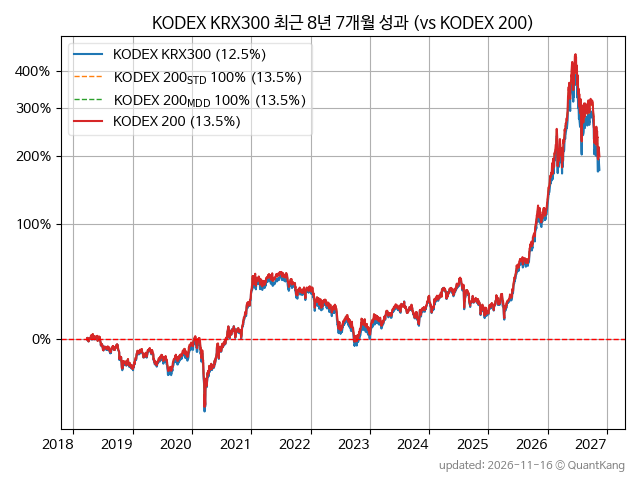 KODEX KRX300 최근 8년 7개월 성과 (vs KODEX 200)
KODEX KRX300 (12.5%)
KODEX 200STD 100% (13.5%)
KODEX 200MDD 100% (13.5%)
KODEX 200 (13.5%)
400%
300%
200%
100%
0%
2018 2019 2020 2021 2022 2023 2024 2025 2026 2027
updated: 2026-11-16 © QuantKang